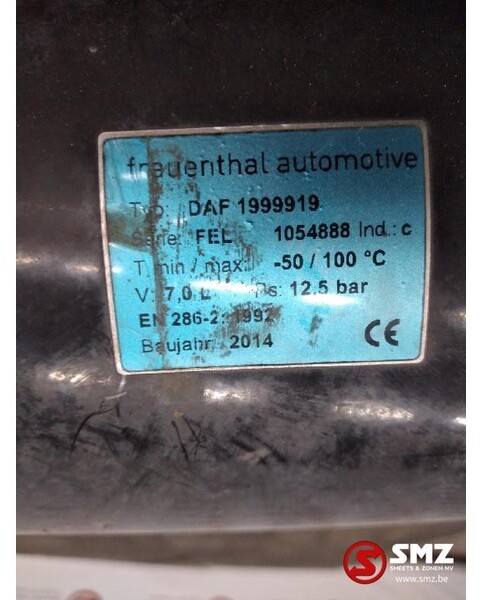 frauenthal automotive
Typ: DAF 1999919
Serie: FEL 1054888 Ind.: c
T. min / max.: -50 / 100 °C
V: 7,0 L Ps: 12,5 bar
EN 286-2: 1992
Baujahr: 2014 CE
SMZ
SMEETS & ZONEN NV
www.smz.be